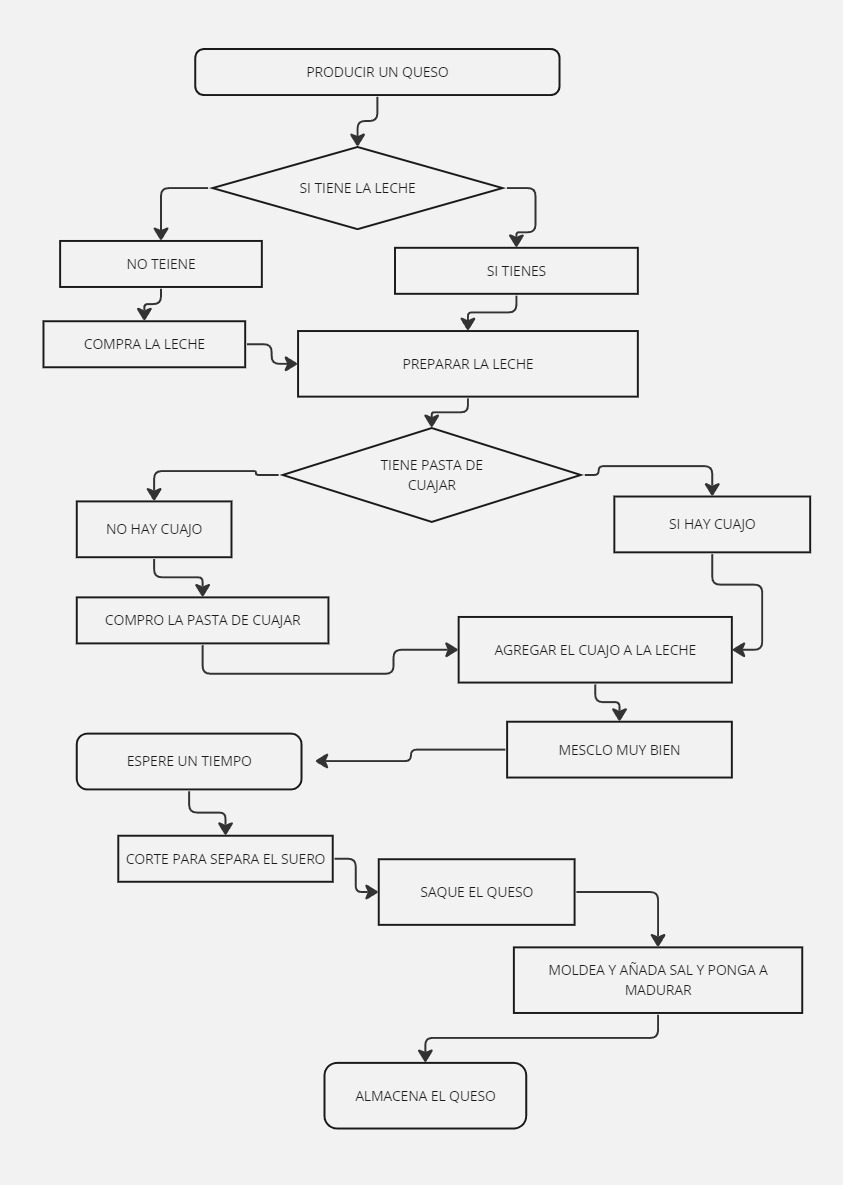 PRODUCIR UN QUESO
SI TIENE LA LECHE
NO TEIENE
SI TIENES
COMPRA LA LECHE
PREPARAR LA LECHE
TIENE PASTA DE
CUAJAR
NO HAY CUAJO
SI HAY CUAJO
COMPRO LA PASTA DE CUAJAR
AGREGAR EL CUAJO A LA LECHE
MESCLO MUY BIEN
ESPERE UN TIEMPO
CORTE PARA SEPARA EL SUERO
SAQUE EL QUESO
MOLDEA Y AÑADA SAL Y PONGA A
MADURAR
ALMACENA EL QUESO